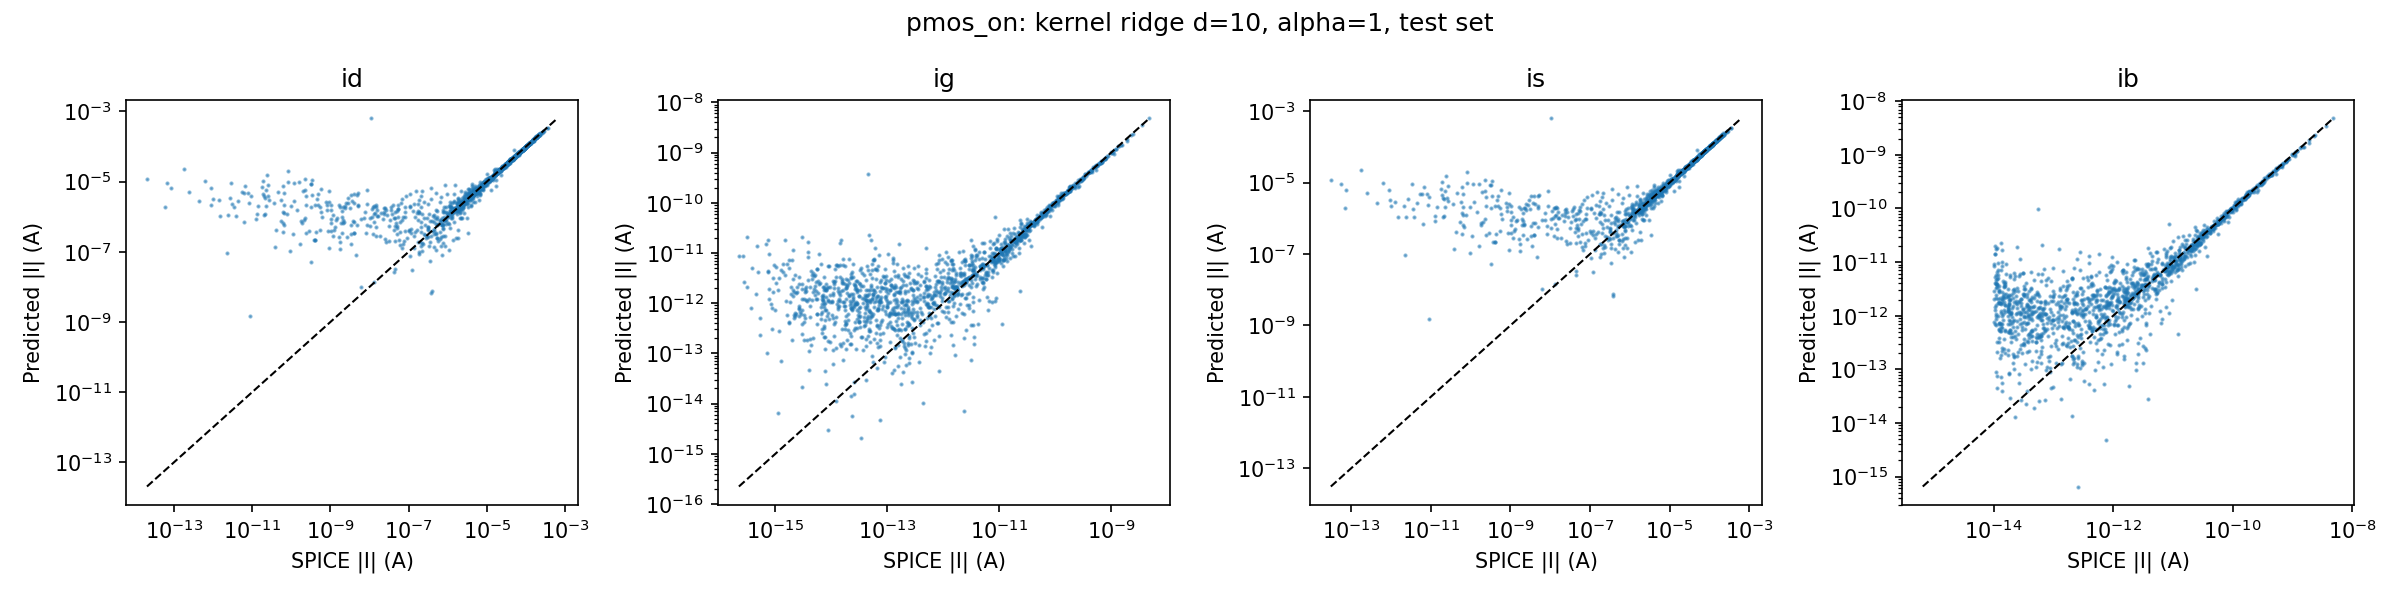 pmos_on: kernel ridge d=10, alpha=1, test set
id
Predicted |I| (A)
10⁻³
10⁻⁵
10⁻⁷
10⁻⁹
10⁻¹¹
10⁻¹³
10⁻¹³ 10⁻¹¹ 10⁻⁹ 10⁻⁷ 10⁻⁵ 10⁻³
SPICE |I| (A)
ig
Predicted |I| (A)
10⁻⁸
10⁻⁹
10⁻¹⁰
10⁻¹¹
10⁻¹²
10⁻¹³
10⁻¹⁴
10⁻¹⁵
10⁻¹⁶
10⁻¹⁵ 10⁻¹³ 10⁻¹¹ 10⁻⁹
SPICE |I| (A)
is
Predicted |I| (A)
10⁻³
10⁻⁵
10⁻⁷
10⁻⁹
10⁻¹¹
10⁻¹³
10⁻¹³ 10⁻¹¹ 10⁻⁹ 10⁻⁷ 10⁻⁵ 10⁻³
SPICE |I| (A)
ib
Predicted |I| (A)
10⁻⁸
10⁻⁹
10⁻¹⁰
10⁻¹¹
10⁻¹²
10⁻¹³
10⁻¹⁴
10⁻¹⁵
10⁻¹⁴ 10⁻¹² 10⁻¹⁰ 10⁻⁸
SPICE |I| (A)